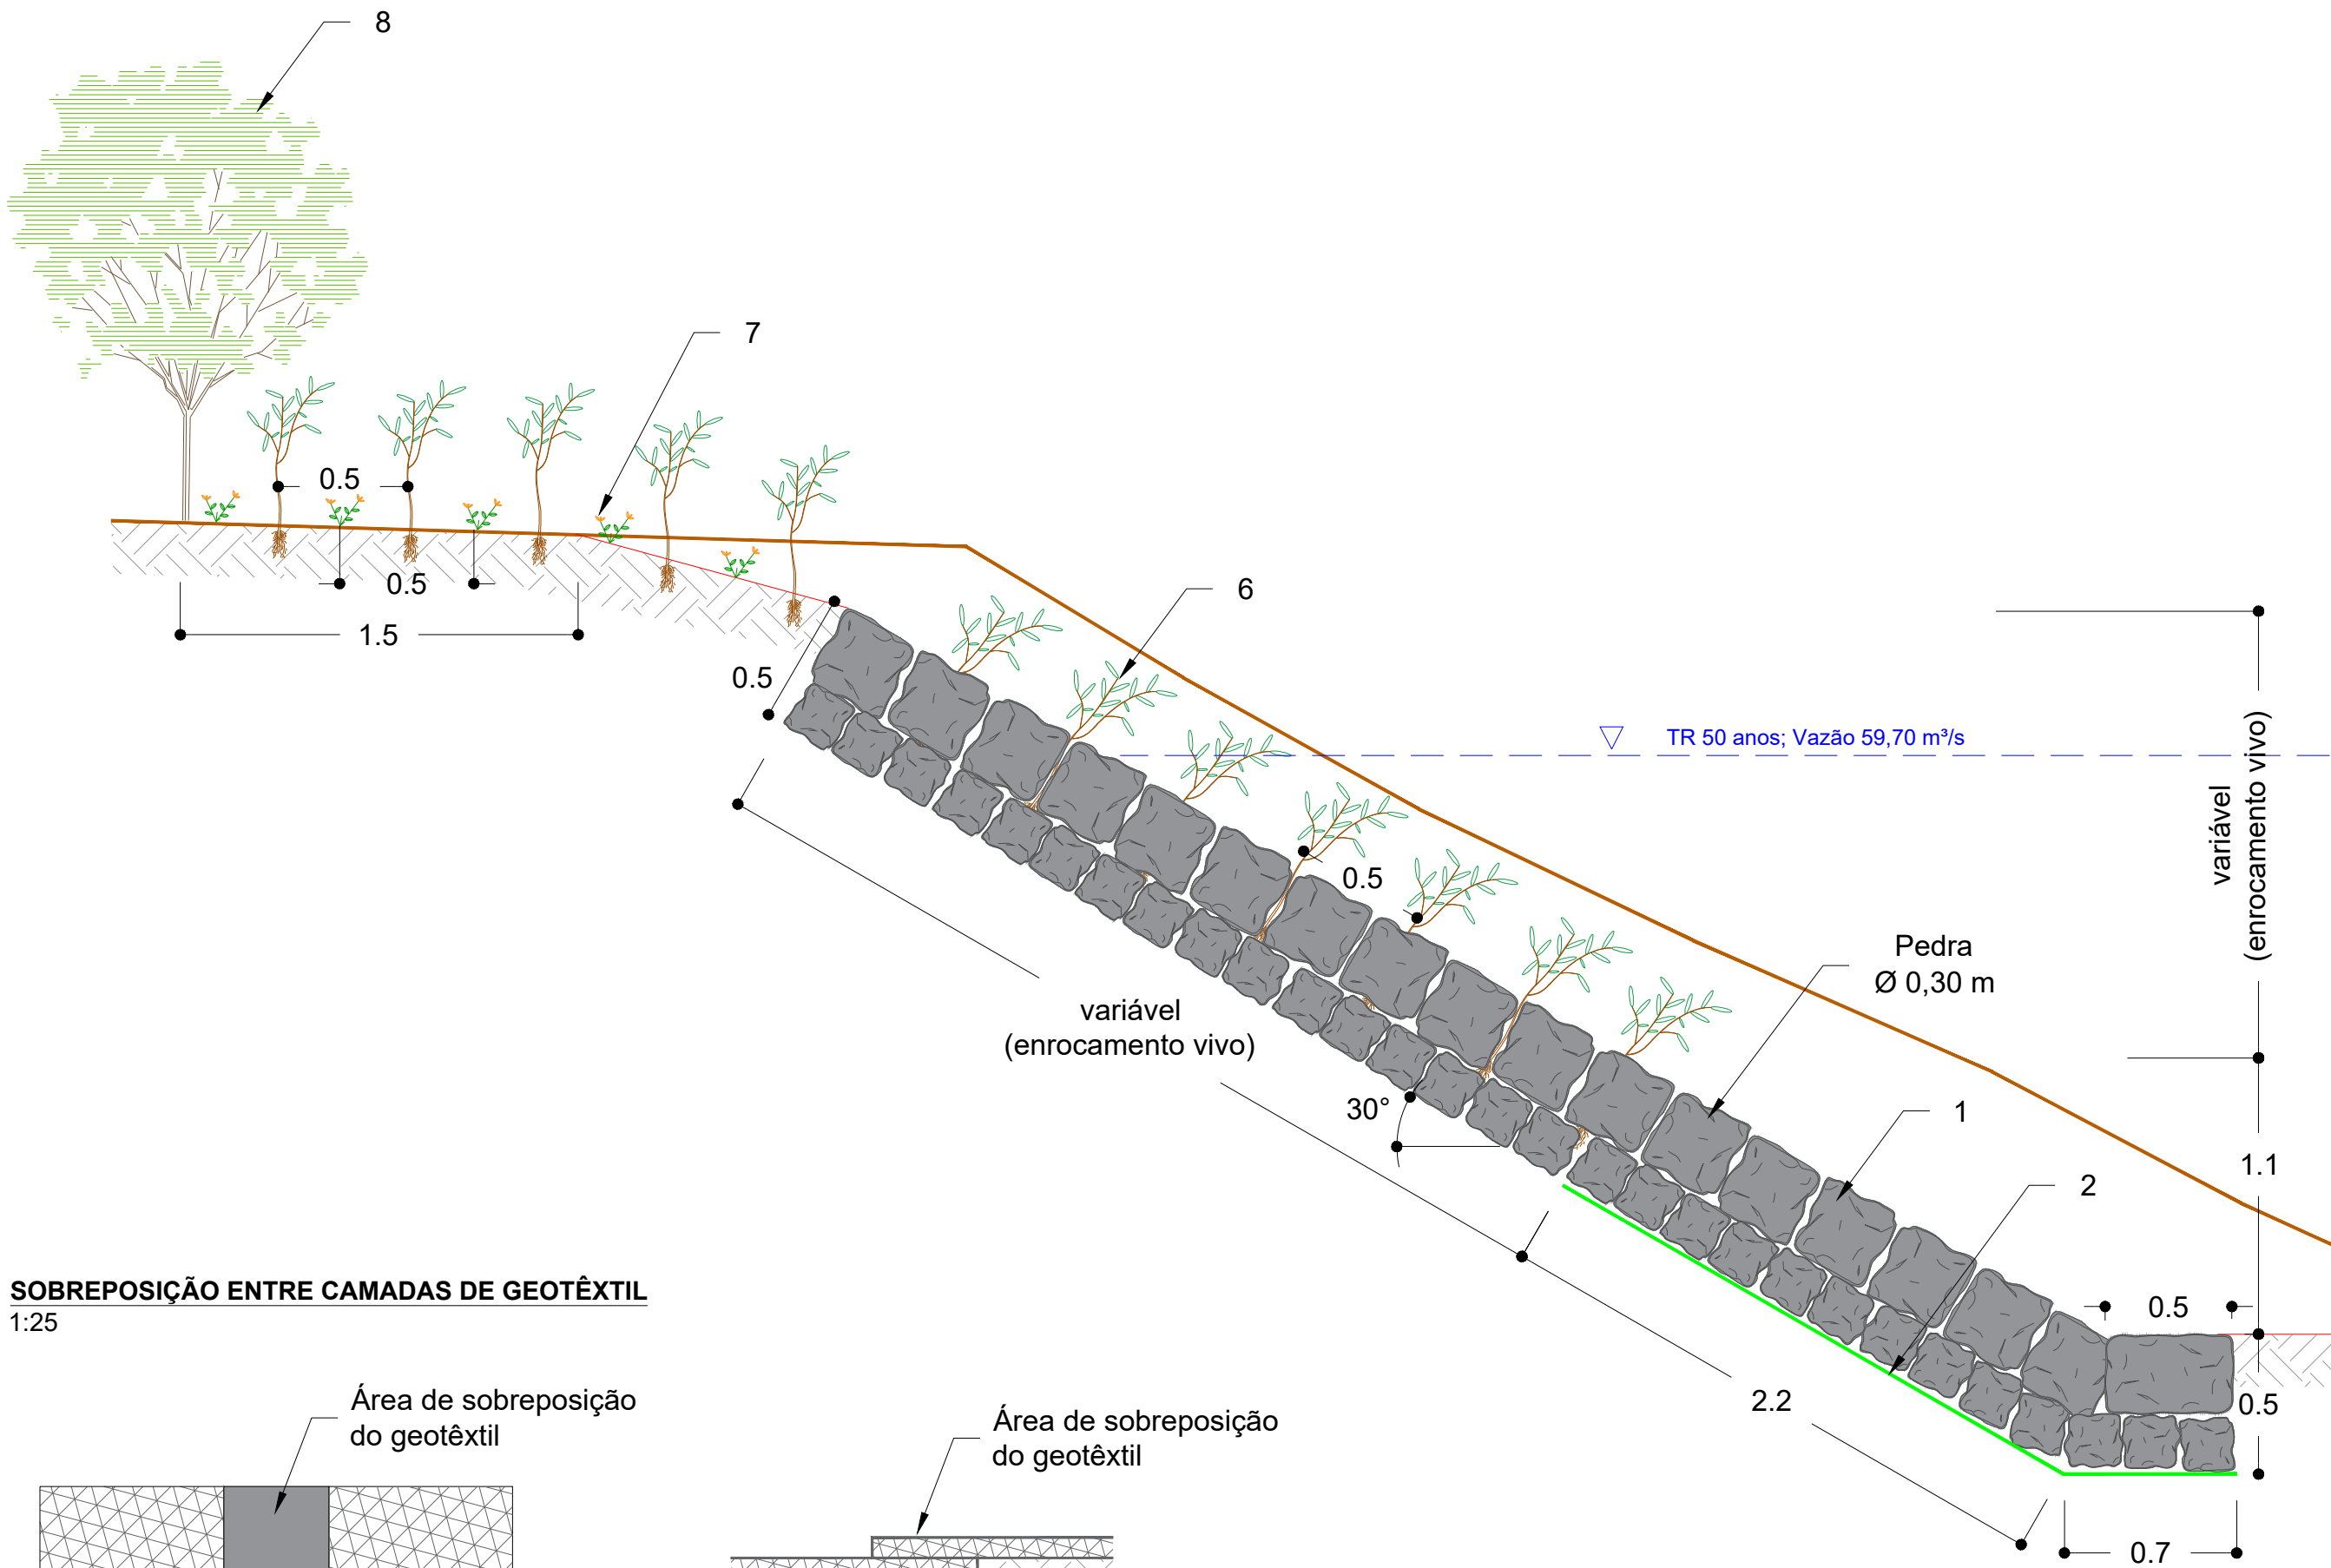 8
7
0.5
0.5
1.5
6
0.5
TR 50 anos; Vazão 59,70 m³/s
variável
(enrocamento vivo)
0.5
Pedra
Ø 0,30 m
variável
(enrocamento vivo)
30°
1
1.1
2
SOBREPOSIÇÃO ENTRE CAMADAS DE GEOTÊXTIL
1:25
0.5
Área de sobreposição
do geotêxtil
Área de sobreposição
do geotêxtil
2.2
0.5
0.7